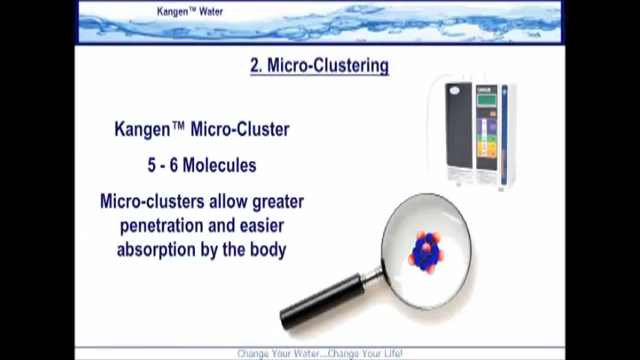 Kangen™ Water
2. Micro-Clustering
Kangen™ Micro-Cluster
5 - 6 Molecules
Micro-clusters allow greater
penetration and easier
absorption by the body
Change Your Water...Change Your Life!